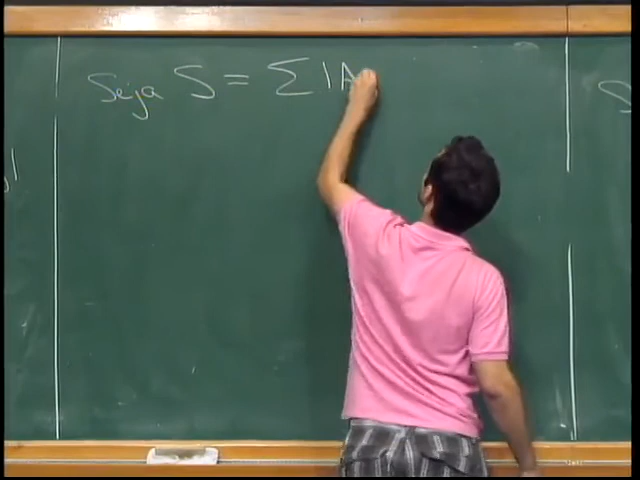 Seja S = Σ |A